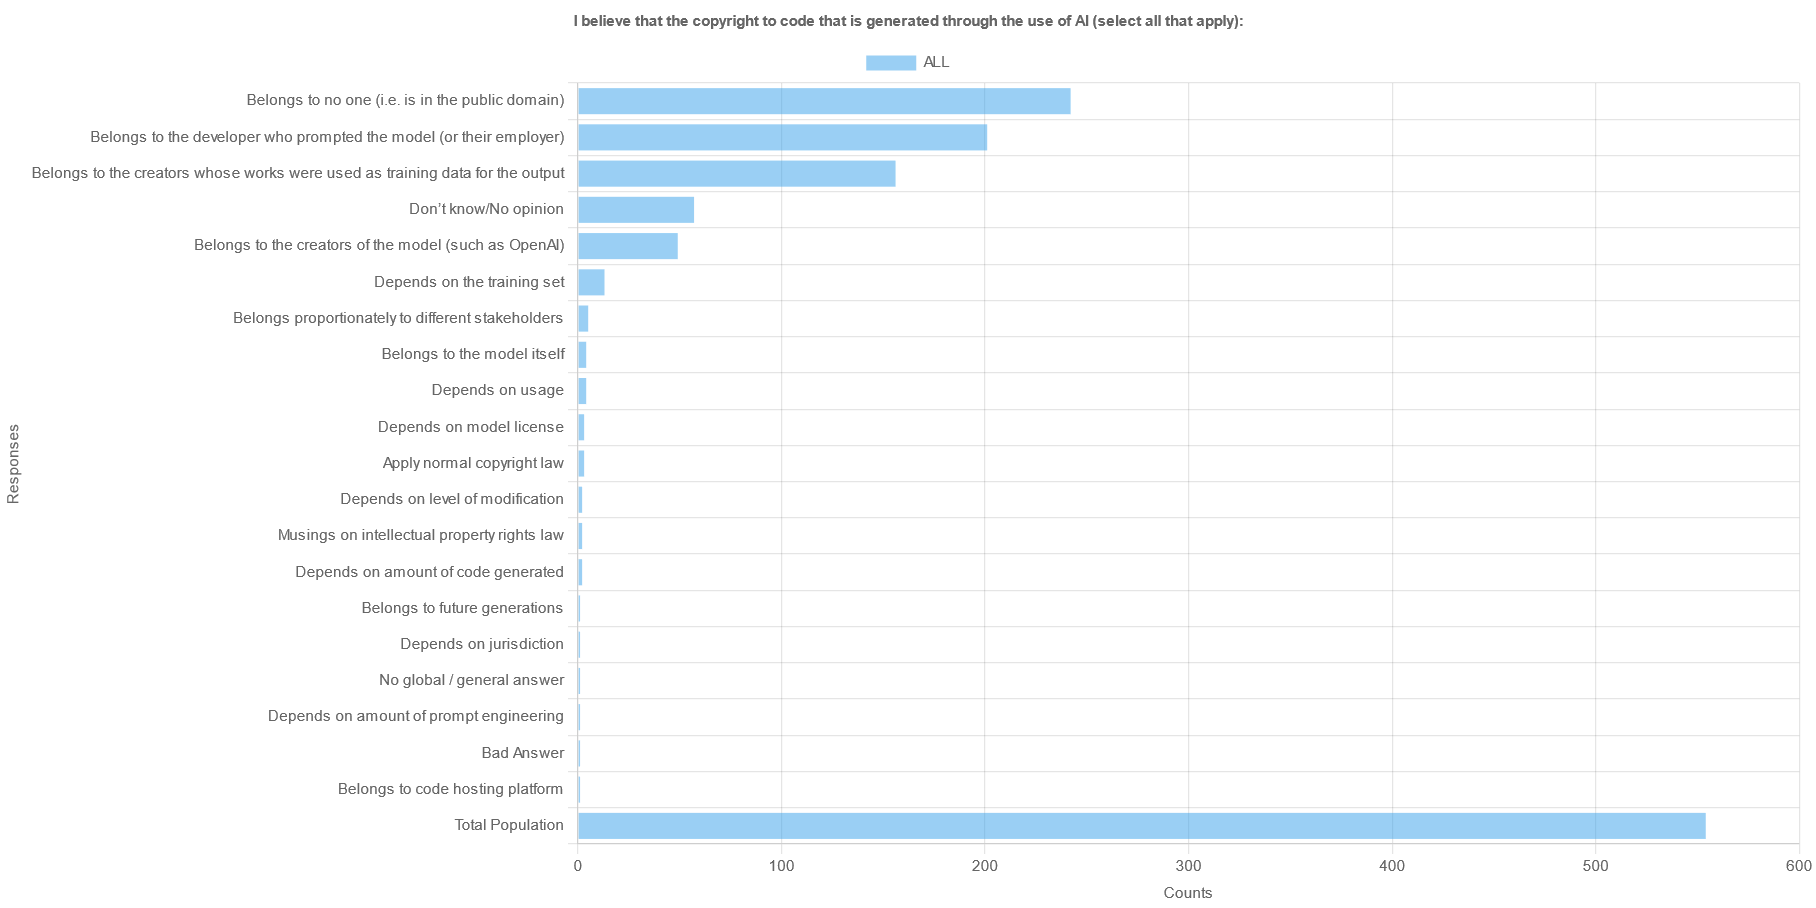 I believe that the copyright to code that is generated through the use of AI (select all that apply):
ALL
Belongs to no one (i.e. is in the public domain)
Belongs to the developer who prompted the model (or their employer)
Belongs to the creators whose works were used as training data for the output
Don’t know/No opinion
Belongs to the creators of the model (such as OpenAI)
Depends on the training set
Belongs proportionately to different stakeholders
Belongs to the model itself
Depends on usage
Depends on model license
Apply normal copyright law
Depends on level of modification
Musings on intellectual property rights law
Depends on amount of code generated
Belongs to future generations
Depends on jurisdiction
No global / general answer
Depends on amount of prompt engineering
Bad Answer
Belongs to code hosting platform
Total Population
Responses
0 100 200 300 400 500 600
Counts